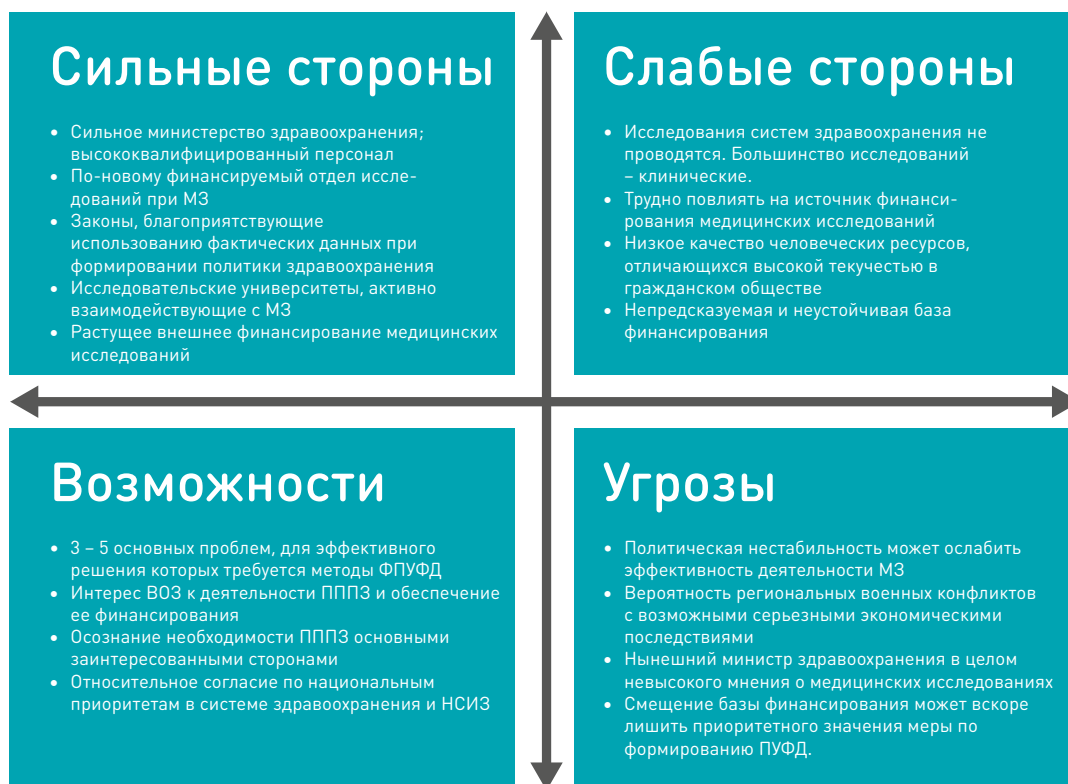 Сильные стороны
• Сильное министерство здравоохранения;
высококвалифицированный персонал
• По-новому финансируемый отдел иссле-
дований при МЗ
• Законы, благоприятствующие
использованию фактических данных при
формировании политики здравоохранения
• Исследовательские университеты, активно
взаимодействующие с МЗ
• Растущее внешнее финансирование медицинских
исследований
Слабые стороны
• Исследования систем здравоохранения не
проводятся. Большинство исследований
– клинические.
• Трудно повлиять на источник финанси-
рования медицинских исследований
• Низкое качество человеческих ресурсов,
отличающихся высокой текучестью в
гражданском обществе
• Непредсказуемая и неустойчивая база
финансирования
Возможности
• 3 – 5 основных проблем, для эффективного
решения которых требуется методы ФПУФД
• Интерес ВОЗ к деятельности ПППЗ и обеспечение
ее финансирования
• Осознание необходимости ПППЗ основными
заинтересованными сторонами
• Относительное согласие по национальным
приоритетам в системе здравоохранения и НСИЗ
Угрозы
• Политическая нестабильность может ослабить
эффективность деятельности МЗ
• Вероятность региональных военных конфликтов
с возможными серьезными экономическими
последствиями
• Нынешний министр здравоохранения в целом
невысокого мнения о медицинских исследованиях
• Смещение базы финансирования может вскоре
лишить приоритетного значения меры по
формированию ПУФД.